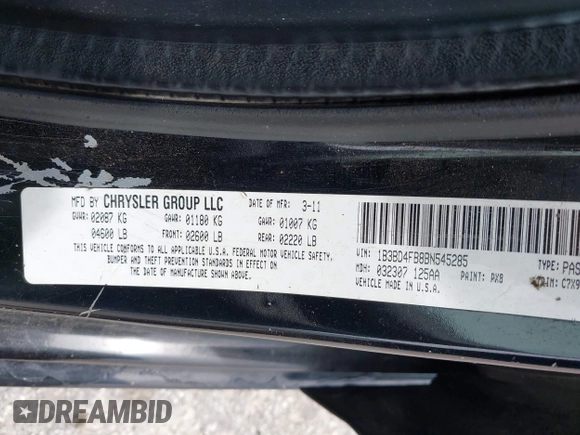 MFD BY CHRYSLER GROUP LLC DATE OF MFR 3-11
GVWR: 02087 KG GAWR: 01180 KG GAWR: 01007 KG
04600 LB FRONT: 02600 LB REAR: 02220 LB
THIS VEHICLE CONFORMS TO ALL APPLICABLE U.S.A. FEDERAL MOTOR VEHICLE SAFETY,
BUMPER AND THEFT PREVENTION STANDARDS IN EFFECT ON
THE DATE OF MANUFACTURE SHOWN ABOVE.
VIN: 1B3BD4FB8BN545285
MDH: 032307 125AA PAINT: PX8
VEHICLE MADE IN U.S.A.
DREAMBID